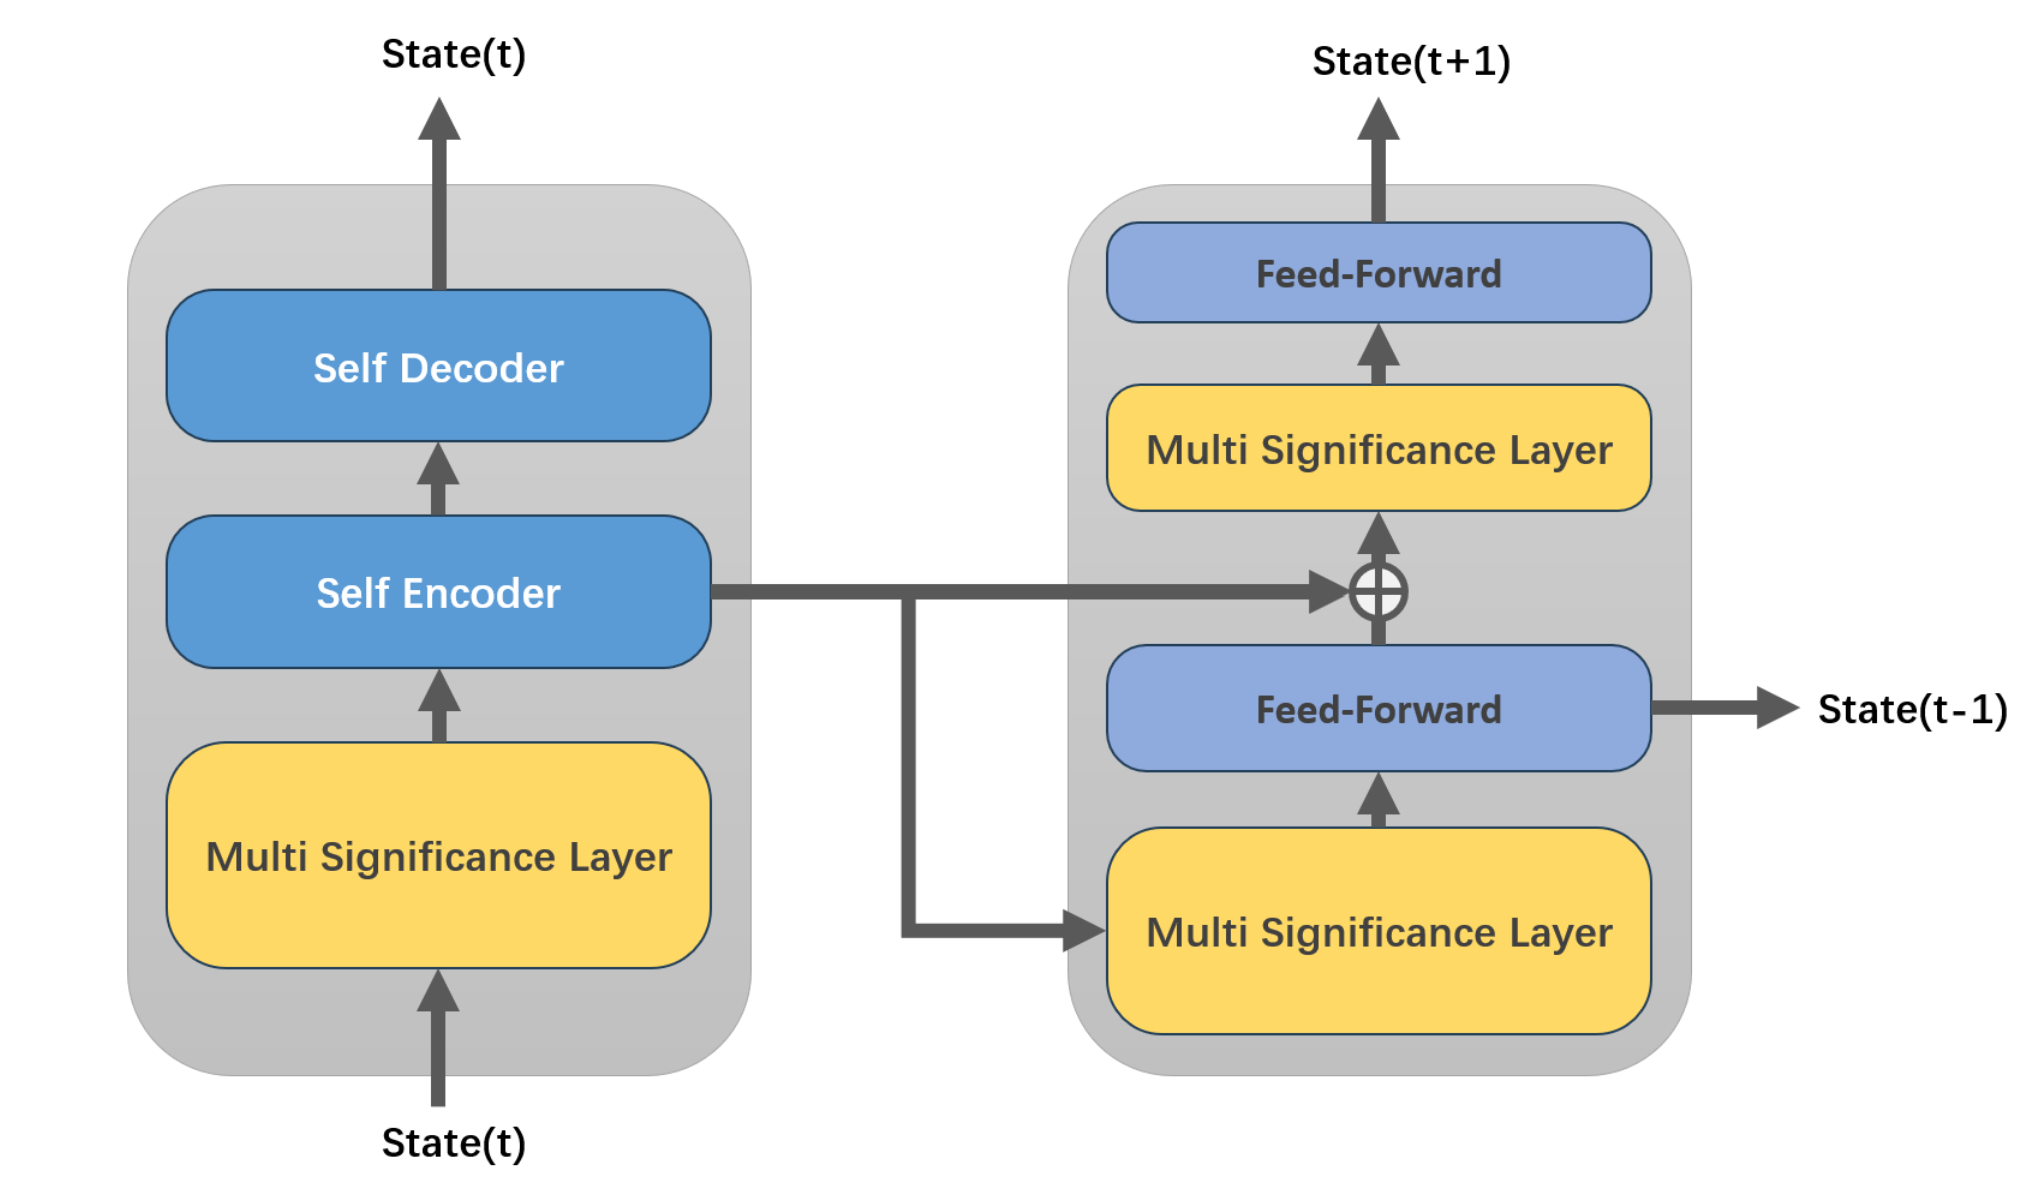 State(t)
Self Decoder
Self Encoder
Multi Significance Layer
State(t)
State(t+1)
Feed-Forward
Multi Significance Layer
Feed-Forward
State(t-1)
Multi Significance Layer